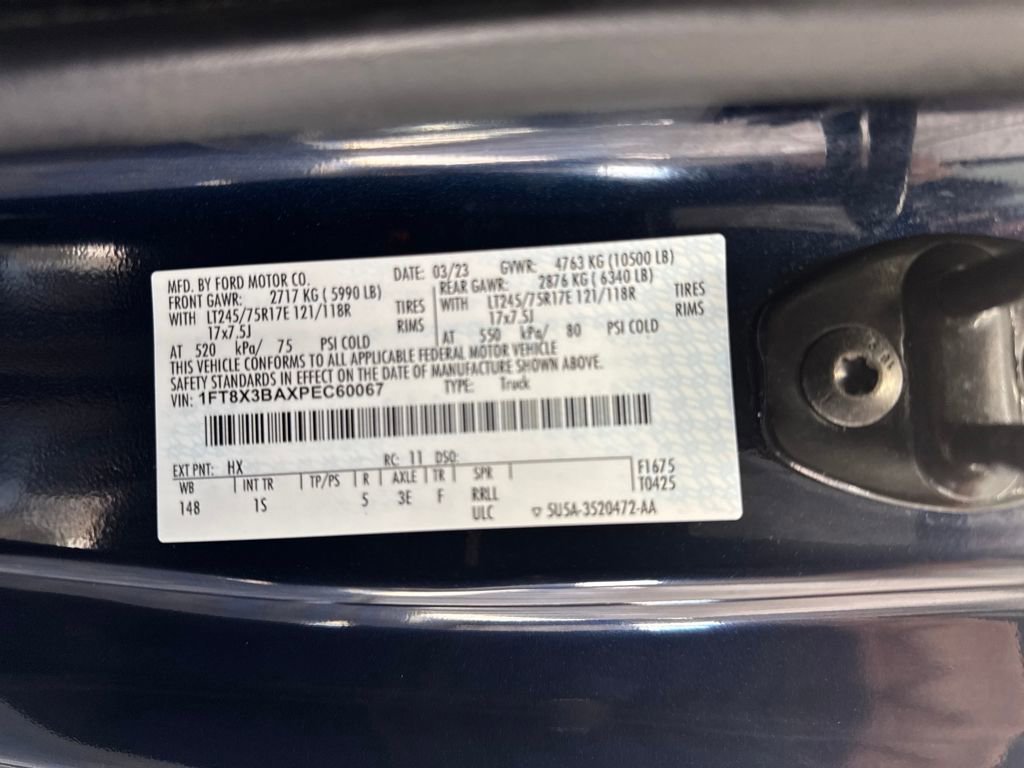 MFD. BY FORD MOTOR CO.
DATE: 03/23 GVWR: 4763 KG (10500 LB)
FRONT GAWR: 2717 KG ( 5990 LB)
WITH LT245/75R17E 121/118R TIRES
17x7.5J RIMS
AT 520 kPa/ 75 PSI COLD
REAR GAWR: 2876 KG ( 6340 LB)
WITH LT245/75R17E 121/118R TIRES
17x7.5J RIMS
AT 550 kPa/ 80 PSI COLD
THIS VEHICLE CONFORMS TO ALL APPLICABLE FEDERAL MOTOR VEHICLE
SAFETY STANDARDS IN EFFECT ON THE DATE OF MANUFACTURE SHOWN ABOVE.
VIN: 1FT8X3BAXPEC60067 TYPE: Truck
EXT PNT: HX RC: 11 DSO:
WB INT TR TP/PS R AXLE TR SPR F1675
148 1S 5 3E F RRLL T0425
ULC 5U5A-3520472-AA